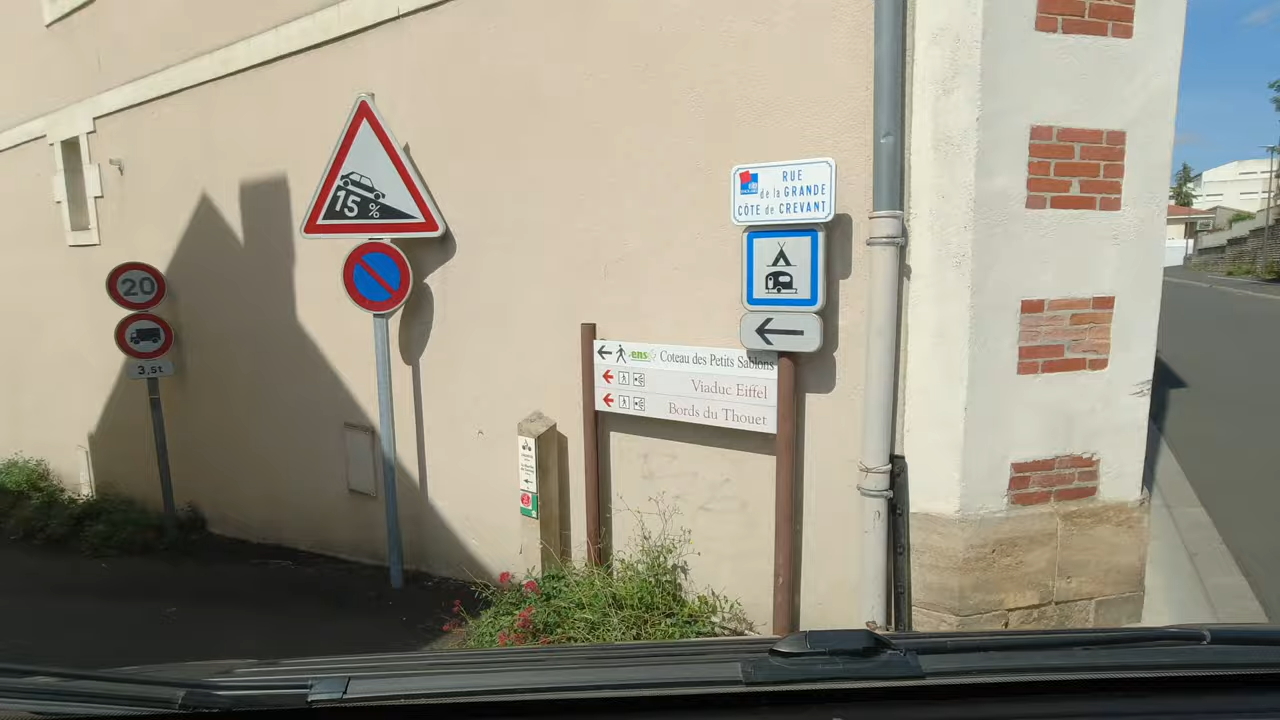 20
3,5t
15 %
RUE
de la GRANDE
CÔTE de CREVANT
ens
Coteau des Petits Sablons
Viaduc Eiffel
Bords du Thouet